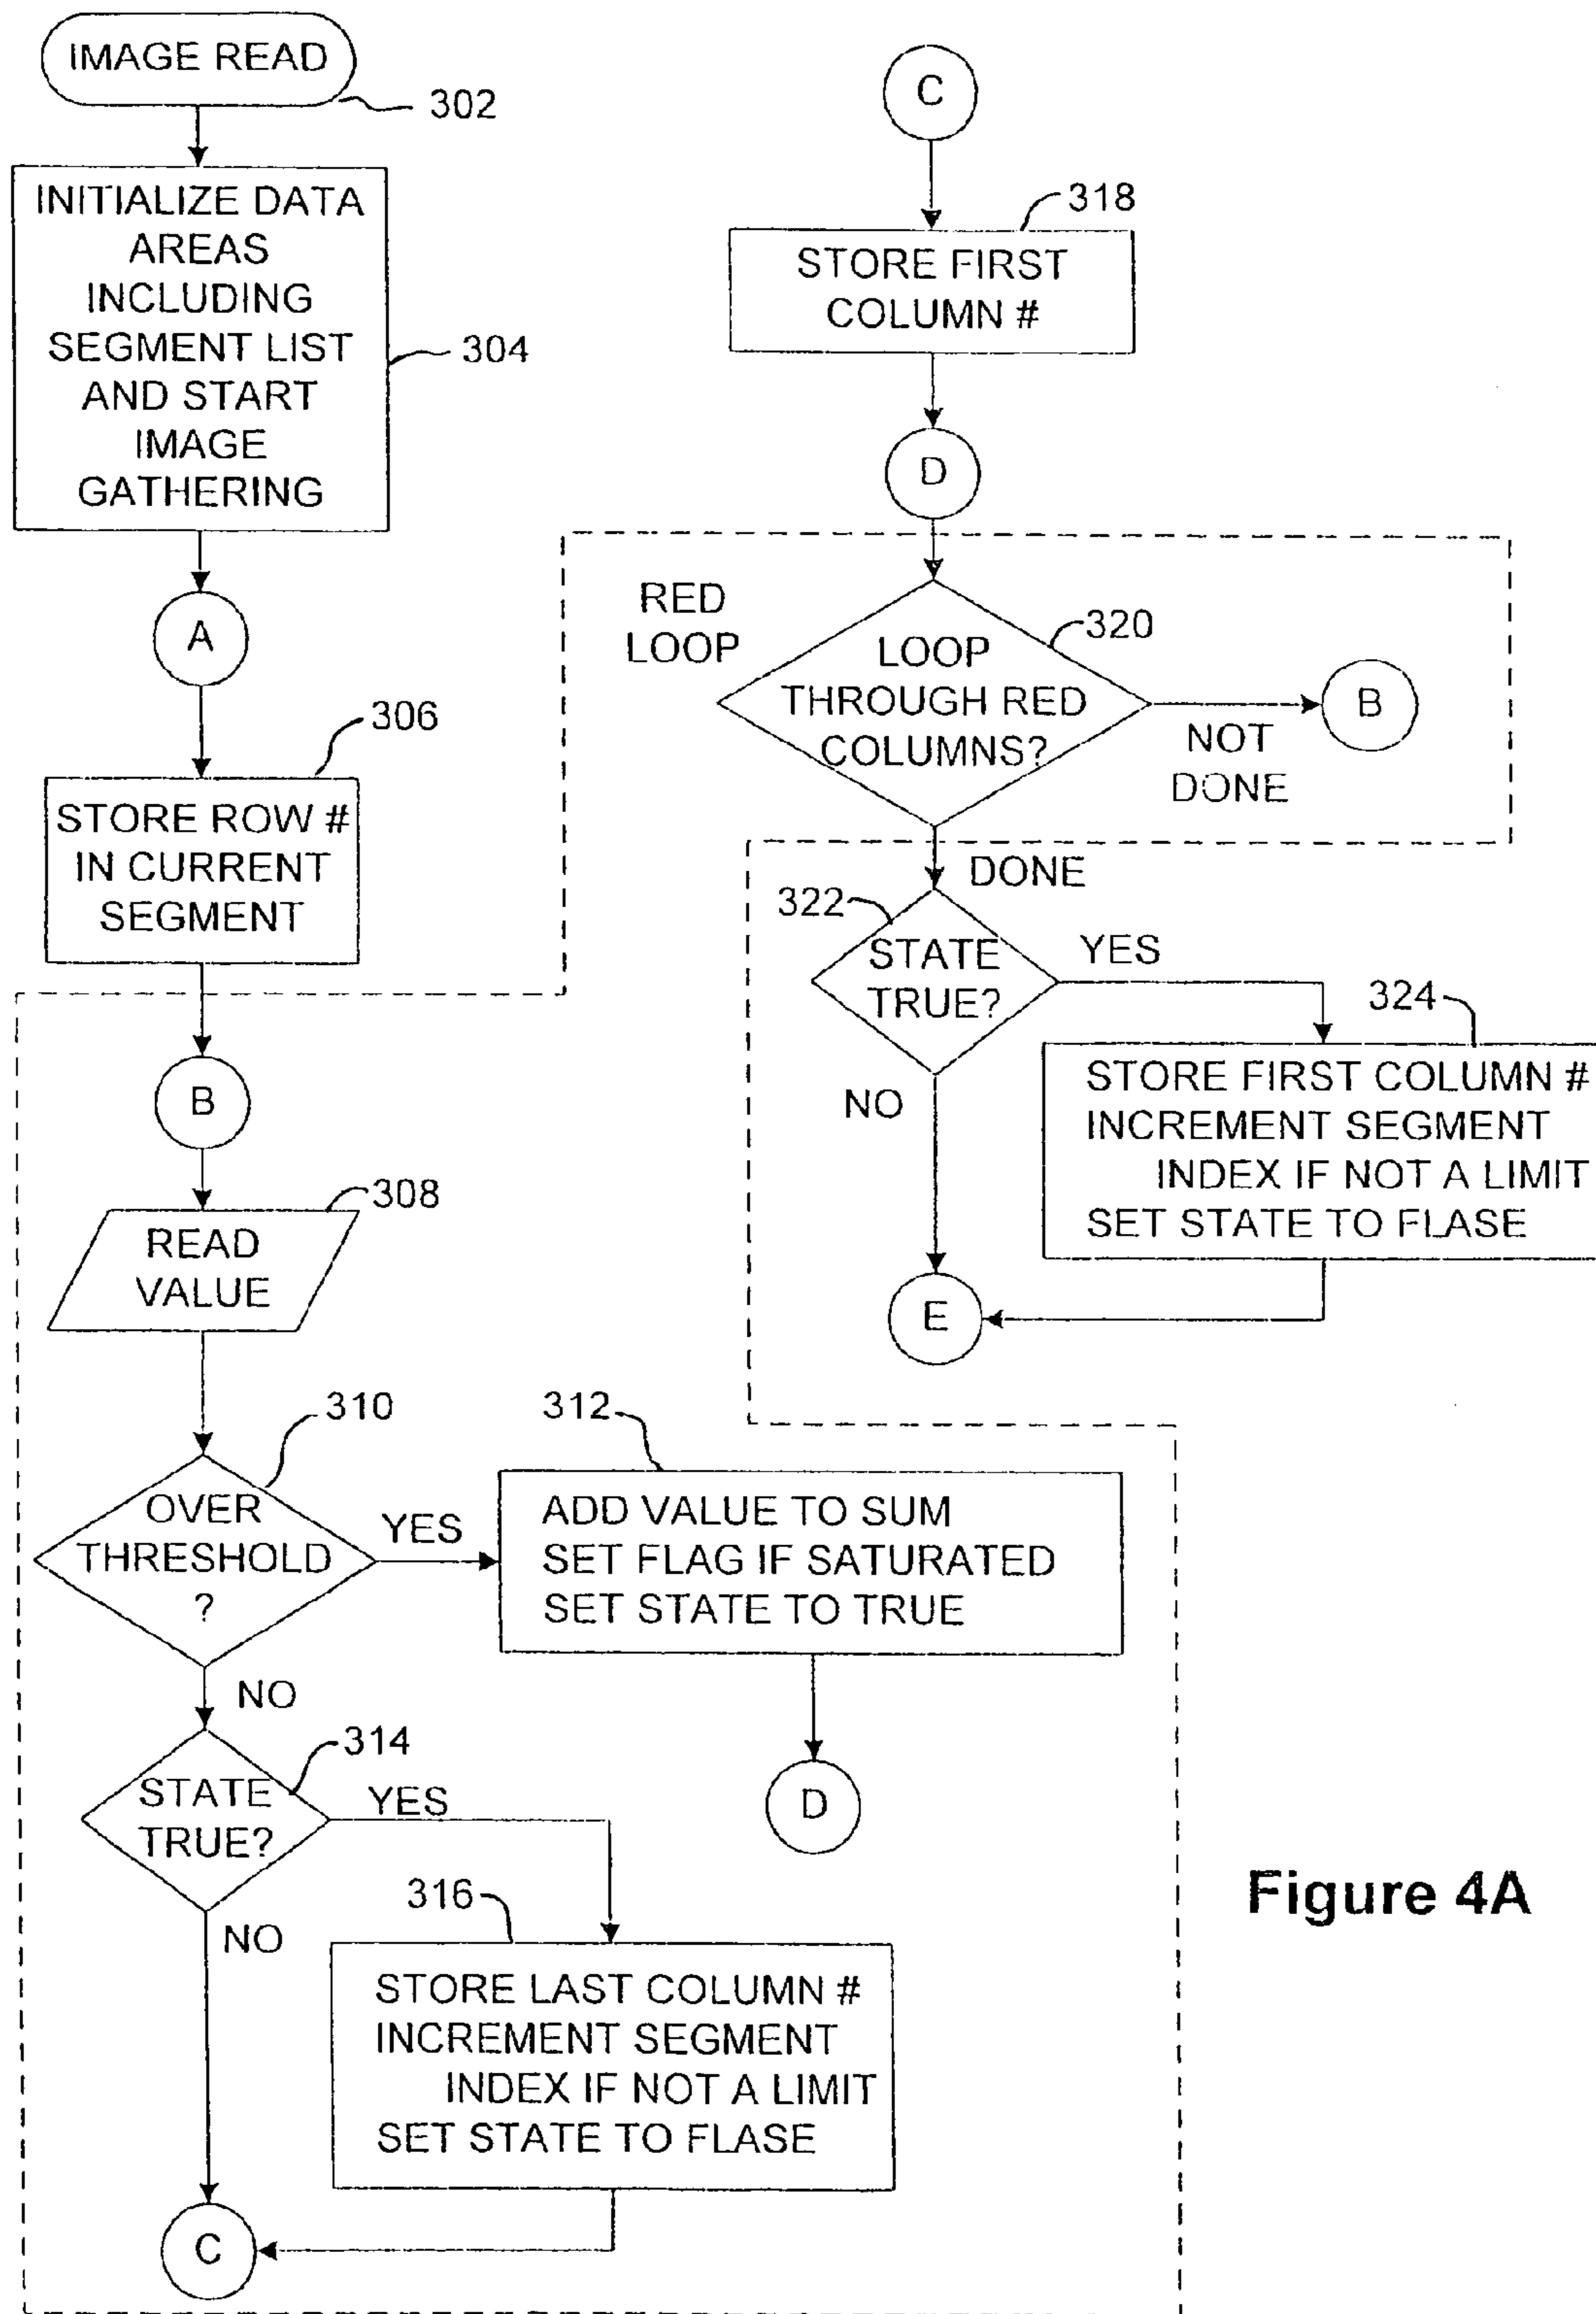 IMAGE READ
302
INITIALIZE DATA
AREAS
INCLUDING
SEGMENT LIST
AND START
IMAGE
GATHERING
304
A
306
STORE ROW #
IN CURRENT
SEGMENT
B
308
READ
VALUE
310
OVER
THRESHOLD
?
YES
312
ADD VALUE TO SUM
SET FLAG IF SATURATED
SET STATE TO TRUE
D
NO
314
STATE
TRUE?
YES
316
STORE LAST COLUMN #
INCREMENT SEGMENT
INDEX IF NOT A LIMIT
SET STATE TO FLASE
NO
C
C
318
STORE FIRST
COLUMN #
D
RED
LOOP
320
LOOP
THROUGH RED
COLUMNS?
NOT
DONE
B
DONE
322
STATE
TRUE?
YES
324
STORE FIRST COLUMN #
INCREMENT SEGMENT
INDEX IF NOT A LIMIT
SET STATE TO FLASE
NO
E
Figure 4A